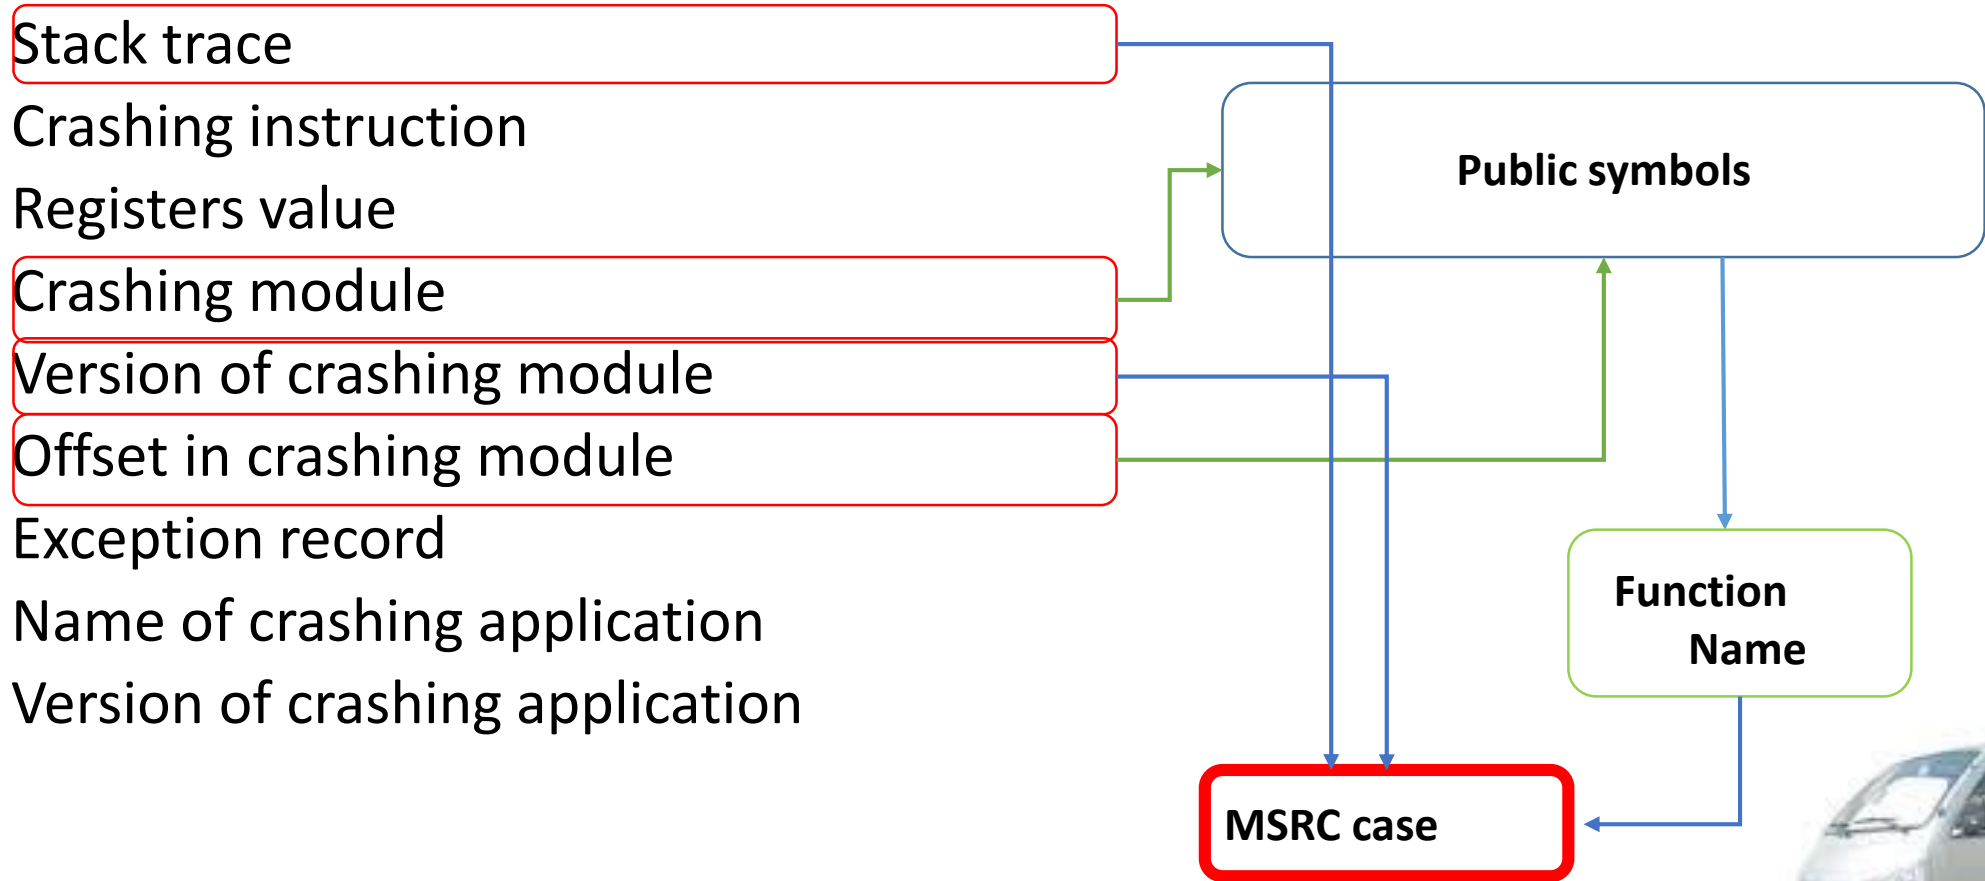 Stack trace
Crashing instruction
Registers value
Crashing module
Version of crashing module
Offset in crashing module
Exception record
Name of crashing application
Version of crashing application
Public symbols
Function
Name
MSRC case